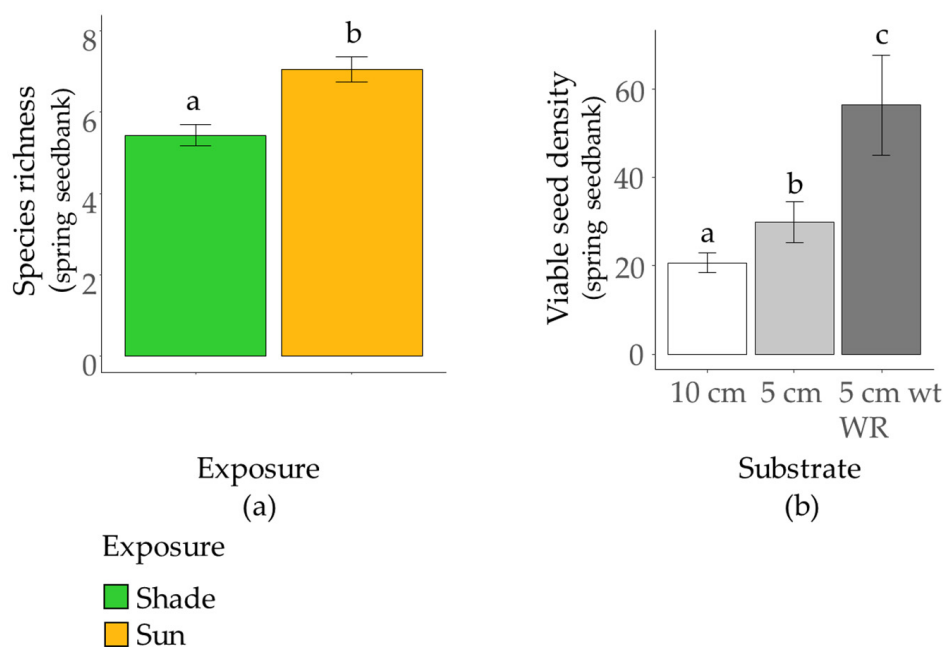 Species richness
(spring seedbank)
8
6
4
2
0
a
b
Exposure
(a)
Exposure
Shade
Sun
Viable seed density
(spring seedbank)
60
40
20
0
a
b
c
10 cm
5 cm
5 cm wt
WR
Substrate
(b)